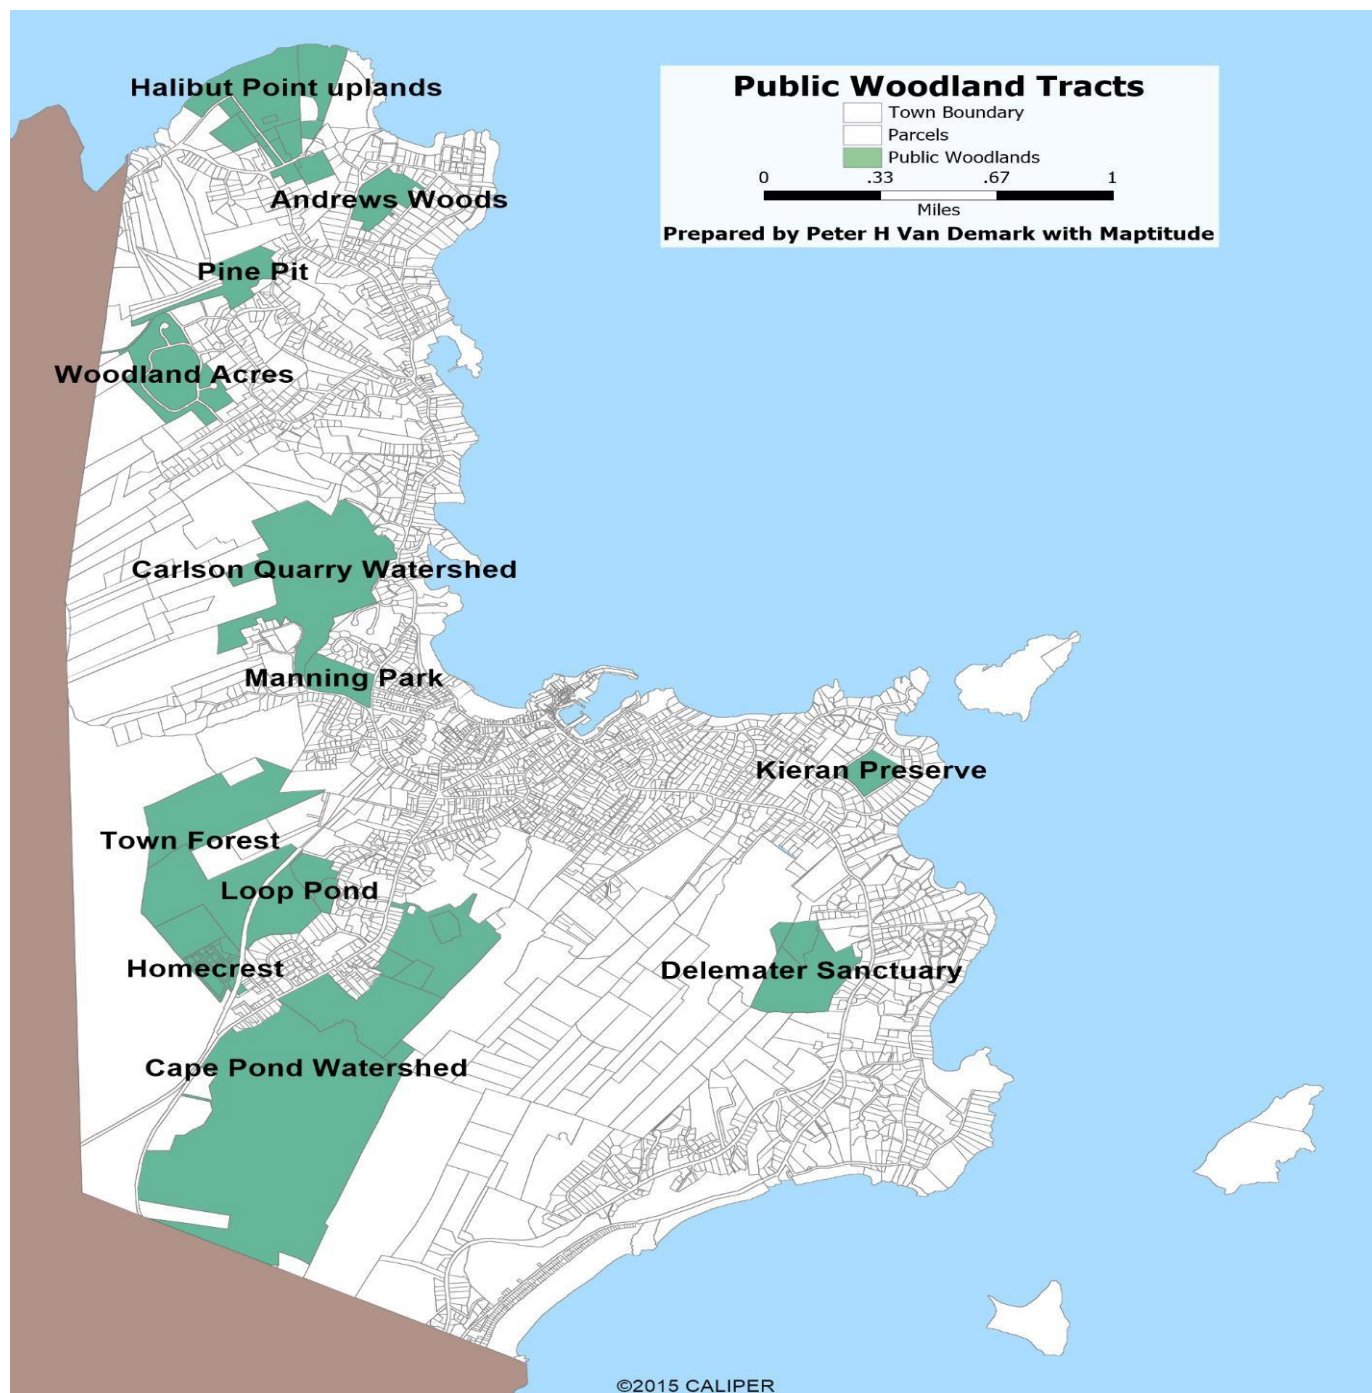 Halibut Point uplands
Public Woodland Tracts
Town Boundary
Parcels
Public Woodlands
0 .33 .67 1
Miles
Prepared by Peter H Van Demark with Maptitude
Andrews Woods
Pine Pit
Woodland Acres
Carlson Quarry Watershed
Manning Park
Kieran Preserve
Town Forest
Loop Pond
Homecrest
Delemater Sanctuary
Cape Pond Watershed
©2015 CALIPER